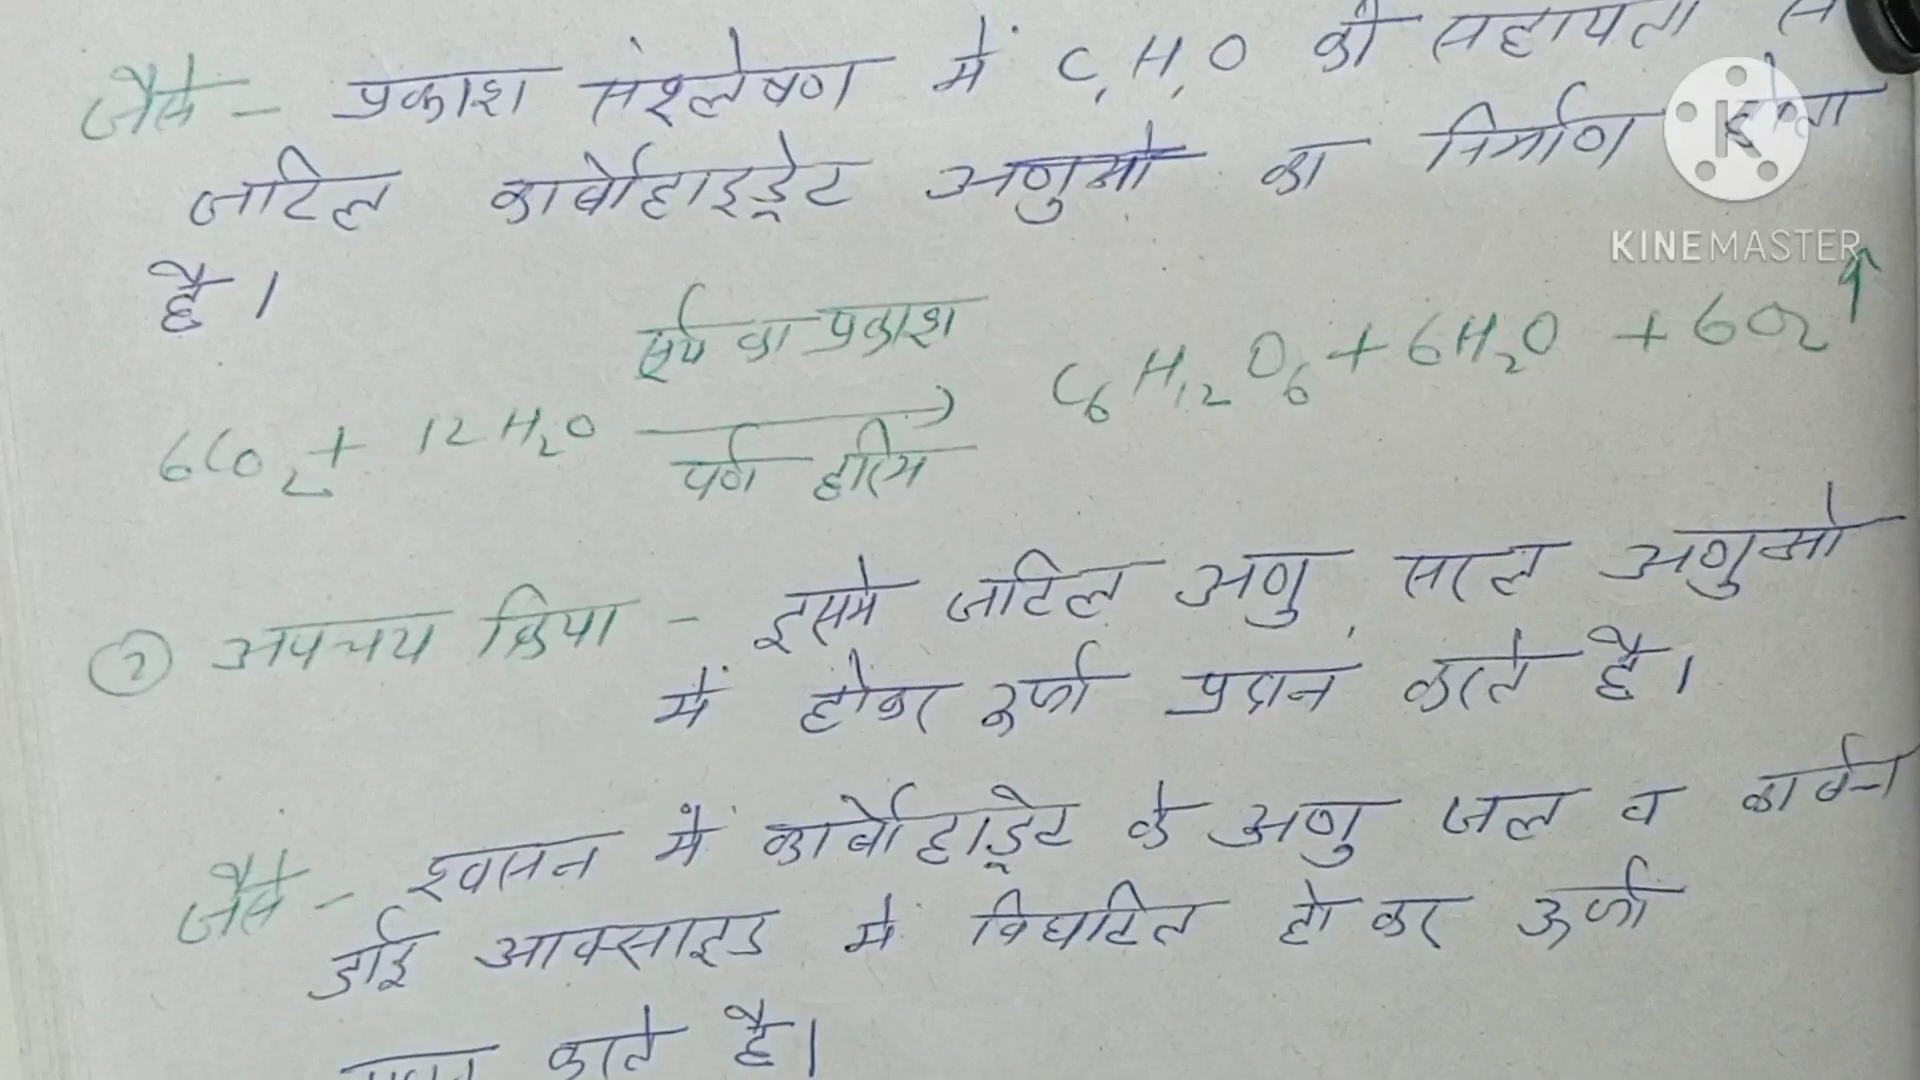 जैसे - प्रकाश संश्लेषण में C, H, O की सहायता से
जटिल कार्बोहाइड्रेट अणुओ का निर्माण होता
है।
KINEMASTER
सूर्य का प्रकाश
6CO₂ + 12H₂O ⟶ C₆H₁₂O₆ + 6H₂O + 6O₂↑
पर्ण हरिम
② अपचय क्रिया - इसमे जटिल अणु सरल अणुओ
में होकर ऊर्जा प्रदान करते है।
जैसे - श्वसन में कार्बोहाड्रेट के अणु जल व कार्बन
डाई आक्साइड में विघटित हो कर ऊर्जा
करते है।